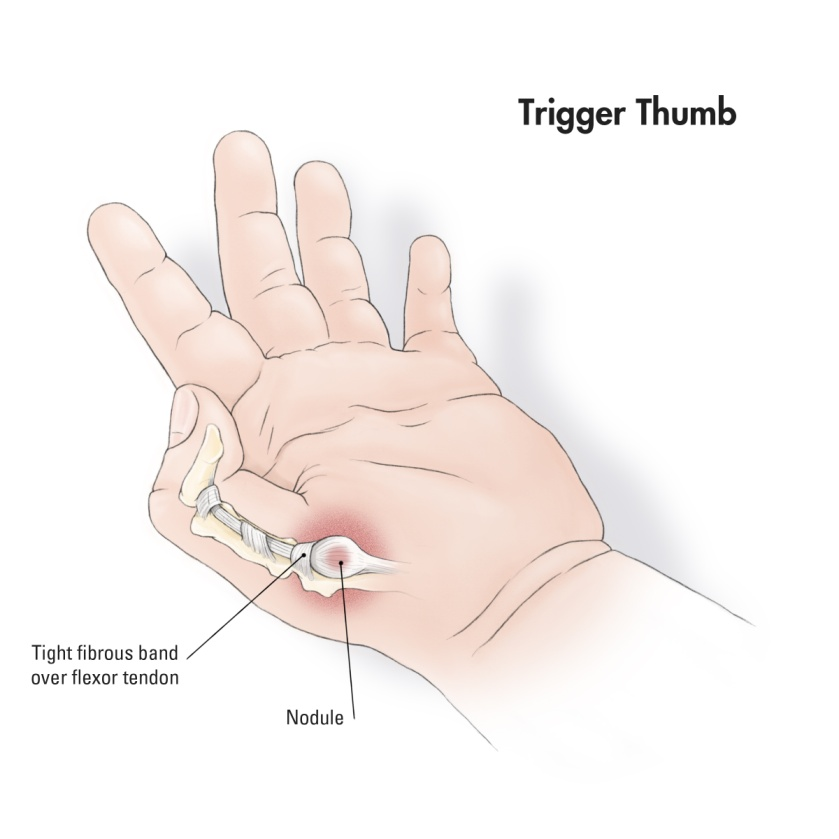 Trigger Thumb
Tight fibrous band
over flexor tendon
Nodule